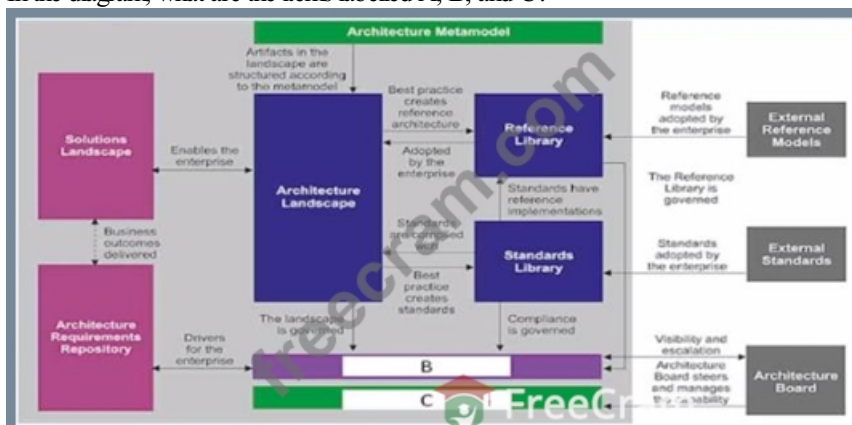 In the diagram, what are the items labeled A, B, and C?
Architecture Metamodel
Artifacts in the
landscape are
structured according
to the metamodel
Solutions
Landscape
Enables the
enterprise
Architecture
Landscape
Best practice
creates
reference
architecture
Adopted
by the
enterprise
Reference
Library
Reference
models
adopted by
the enterprise
External
Reference
Models
The Reference
Library is
governed
Standards have
reference
implementations
Business
outcomes
delivered
Standards
are complied
with
Best
practice
creates
standards
Standards
Library
Standards
adopted by
the enterprise
External
Standards
Architecture
Requirements
Repository
Drivers
for the
enterprise
The landscape
is governed
Compliance
is governed
B
C
Visibility and
escalation
Architecture
Board steers
and manages
the capability
Architecture
Board
freecram.com
FreeCram